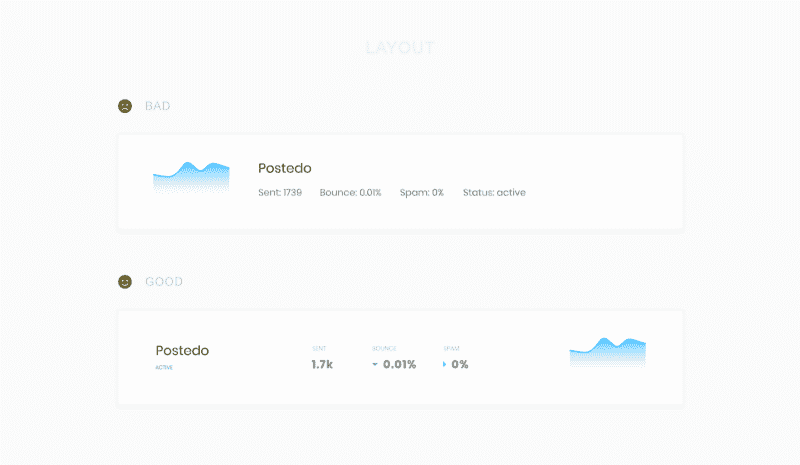 LAYOUT
BAD
Postedo
Sent: 1739 Bounce: 0.01% Spam: 0% Status: active
GOOD
Postedo
ACTIVE
SENT BOUNCE SPAM
1.7k 0.01% 0%